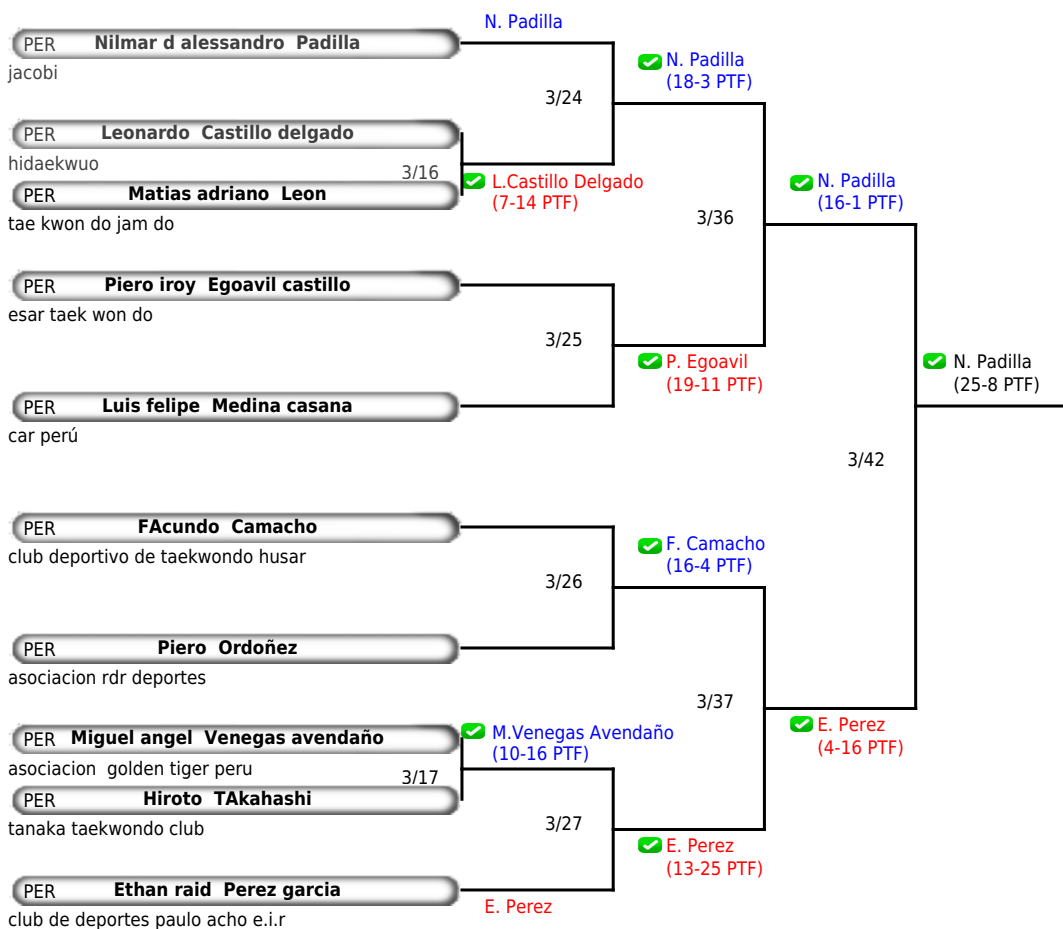 N. Padilla
PER Nilmar d alessandro Padilla
jacobi
N. Padilla
(18-3 PTF)
3/24
PER Leonardo Castillo delgado
hidaekwuo
3/16
PER Matias adriano Leon
tae kwon do jam do
L.Castillo Delgado
(7-14 PTF)
N. Padilla
(16-1 PTF)
3/36
PER Piero iroy Egoavil castillo
esar taek won do
3/25
P. Egoavil
(19-11 PTF)
N. Padilla
(25-8 PTF)
PER Luis felipe Medina casana
car perú
3/42
PER FAcundo Camacho
club deportivo de taekwondo husar
F. Camacho
(16-4 PTF)
3/26
PER Piero Ordoñez
asociacion rdr deportes
3/37
E. Perez
(4-16 PTF)
PER Miguel angel Venegas avendaño
asociacion golden tiger peru
M.Venegas Avendaño
(10-16 PTF)
3/17
PER Hiroto TAkahashi
tanaka taekwondo club
3/27
E. Perez
(13-25 PTF)
PER Ethan raid Perez garcia
club de deportes paulo acho e.i.r
E. Perez